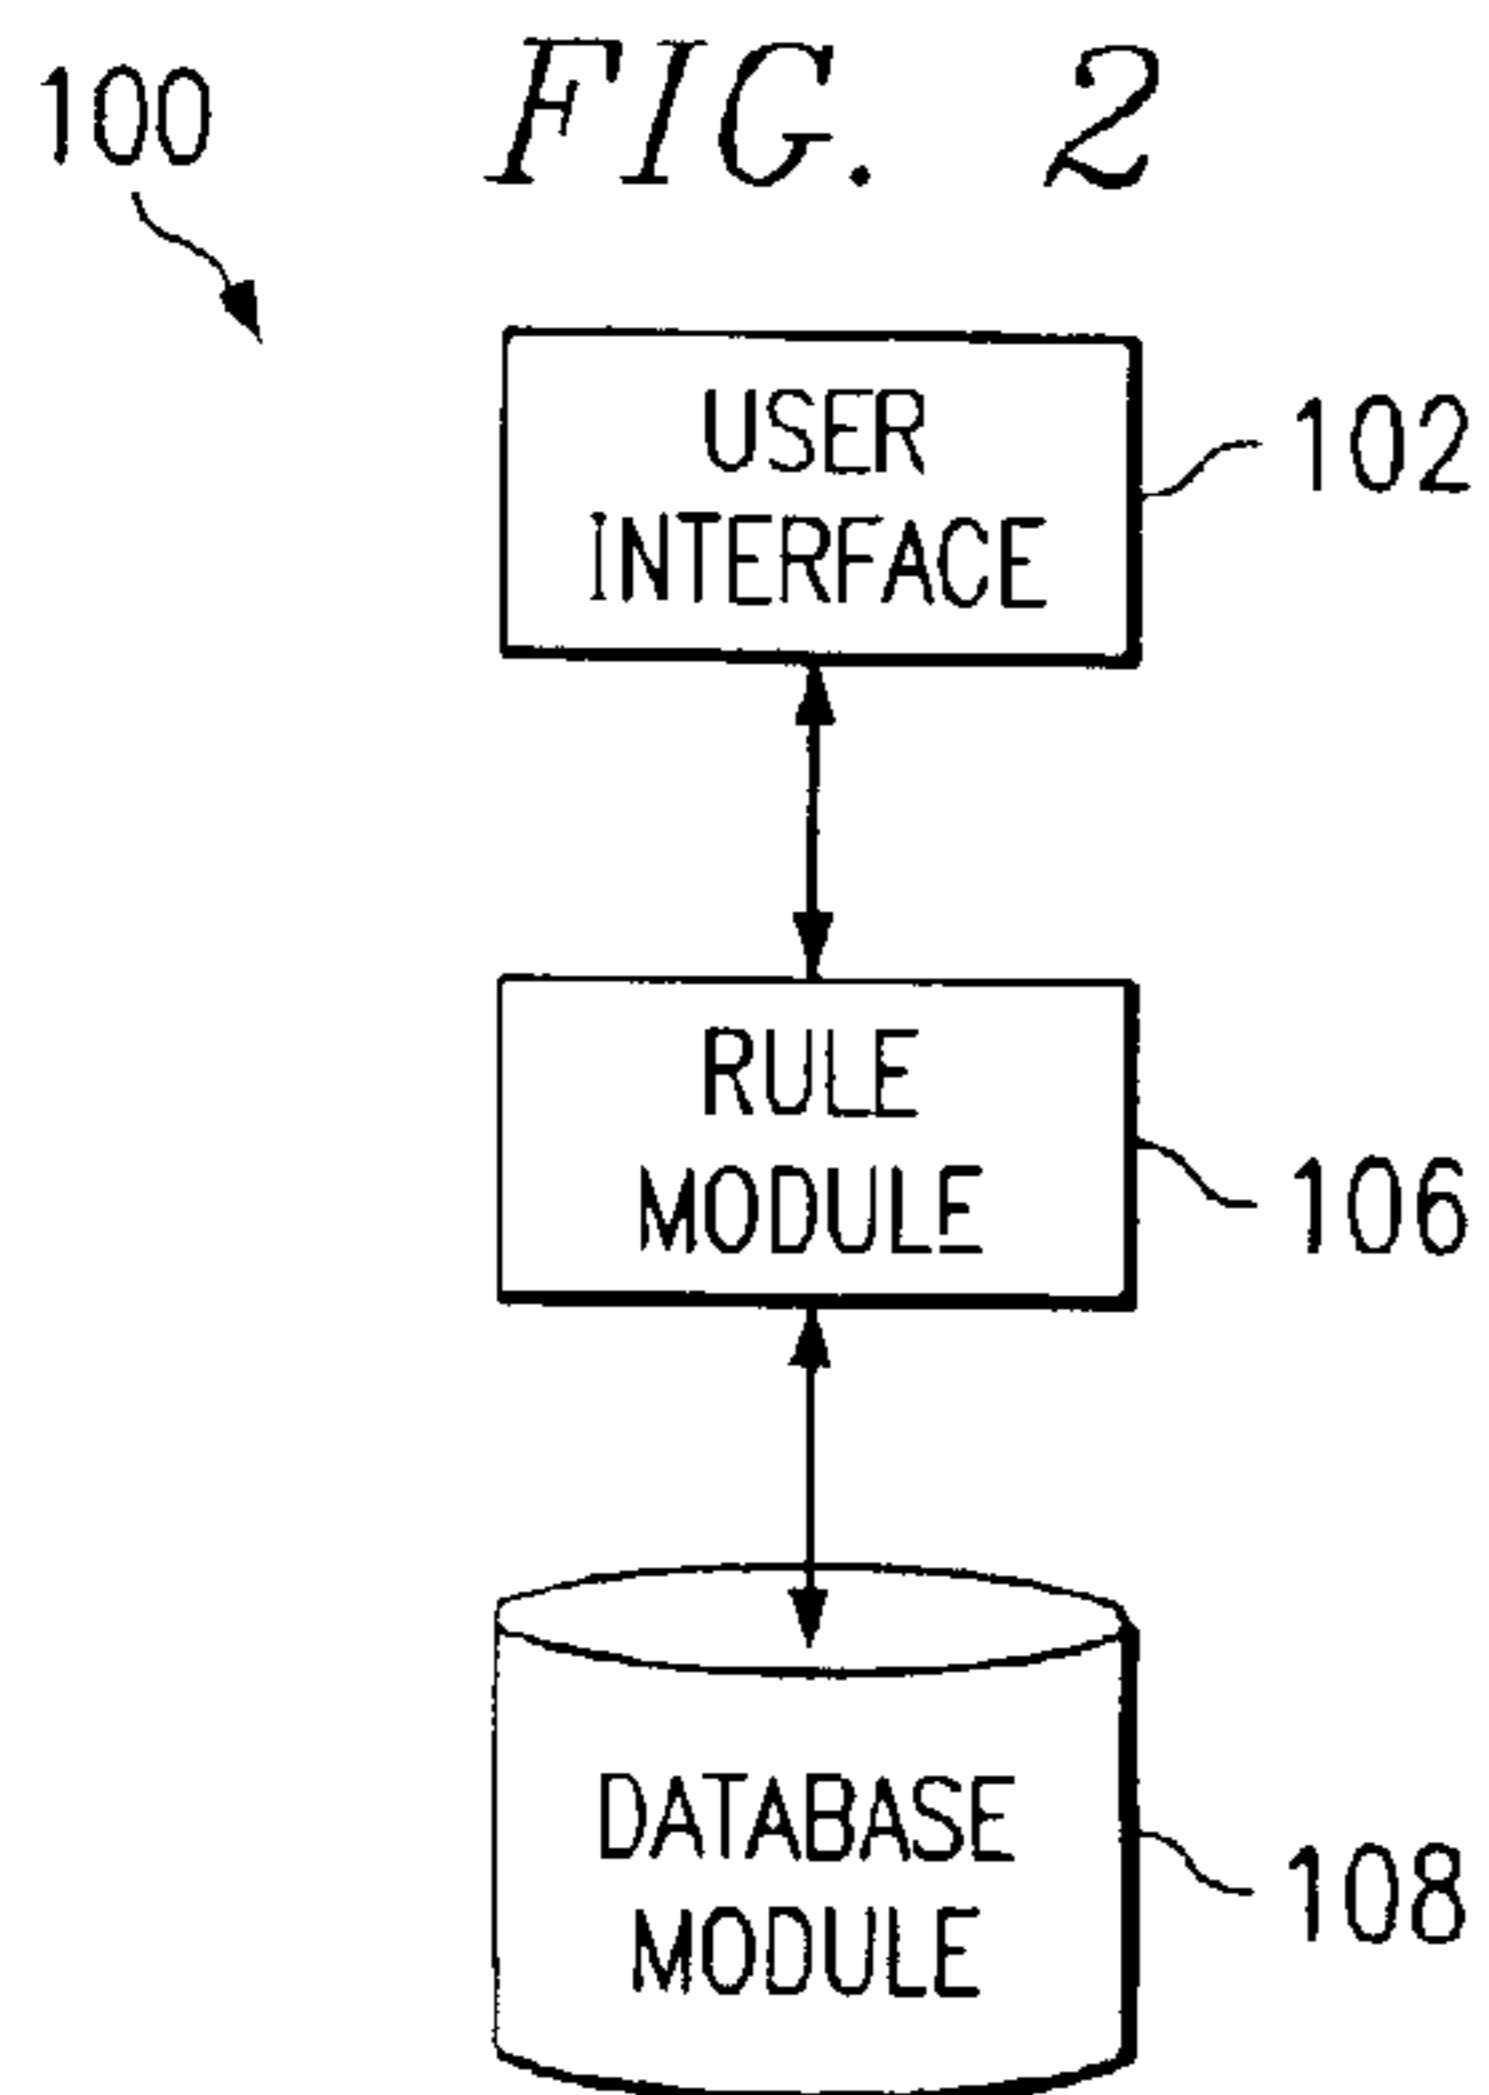 100
FIG. 2
USER
INTERFACE
102
RULE
MODULE
106
DATABASE
MODULE
108